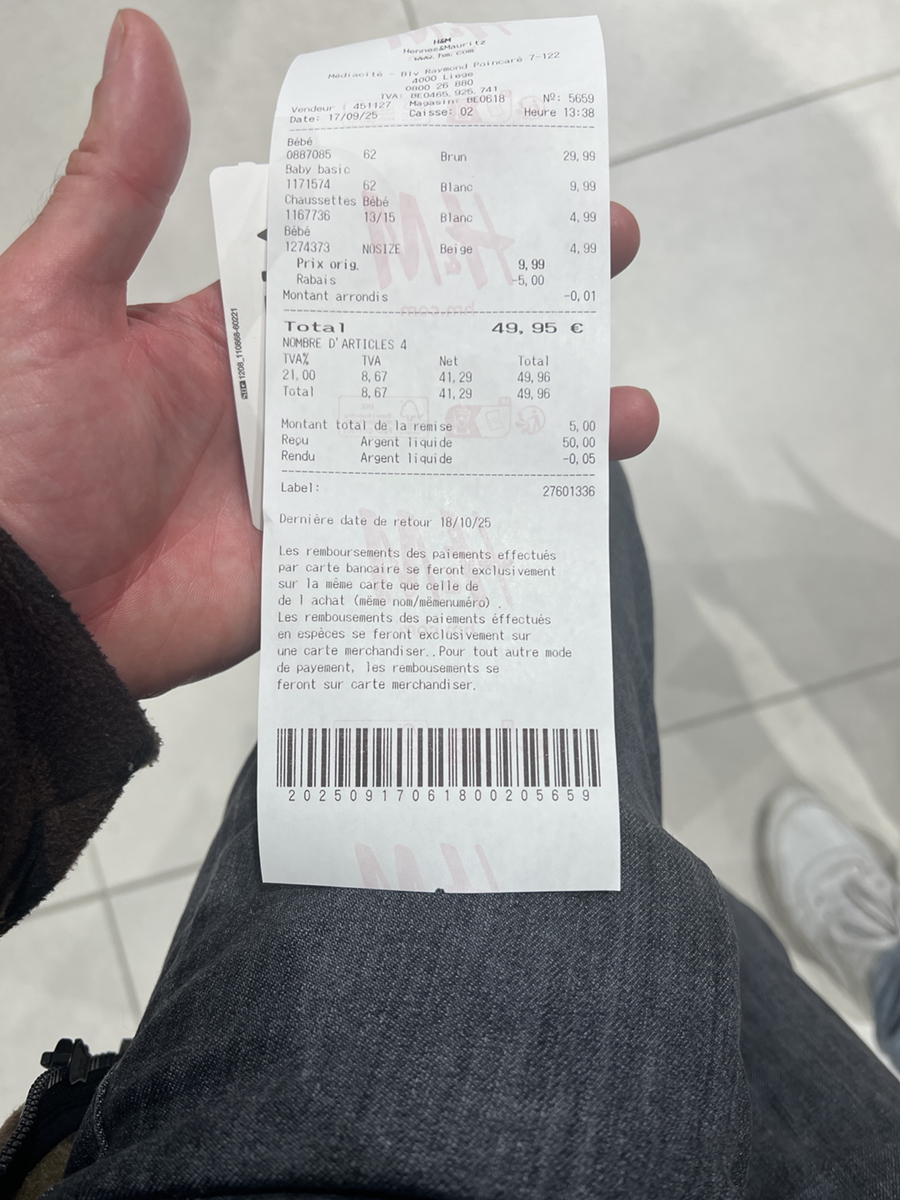 H&M
Hennes&Mauritz
www.hm.com
Médiacité - Blv Raymond Poincaré 7-122
4000 Liege
0800 26 880
TVA: BE0465.925.741
Vendeur : 451127 Magasin: BE0618 Nº: 5659
Date: 17/09/25 Caisse: 02 Heure 13:38
Bébé
0887085 62 Brun 29,99
Baby basic
1171574 62 Blanc 9,99
Chaussettes Bébé
1167736 13/15 Blanc 4,99
Bébé
1274373 NOSIZE Beige 4,99
Prix orig. 9,99
Rabais -5,00
Montant arrondis -0,01
Total 49,95 €
NOMBRE D'ARTICLES 4
TVA% TVA Net Total
21,00 8,67 41,29 49,96
Total 8,67 41,29 49,96
Montant total de la remise 5,00
Reçu Argent liquide 50,00
Rendu Argent liquide -0,05
Label: 27601336
Dernière date de retour 18/10/25
Les remboursements des paiements effectués
par carte bancaire se feront exclusivement
sur la même carte que celle de
de l achat (même nom/mêmenuméro) .
Les rembousements des paiements éffectués
en espèces se feront exclusivement sur
une carte merchandiser..Pour tout autre mode
de payement, les rembousements se
feront sur carte merchandiser.
20250917061800205659
1208_110868-60221